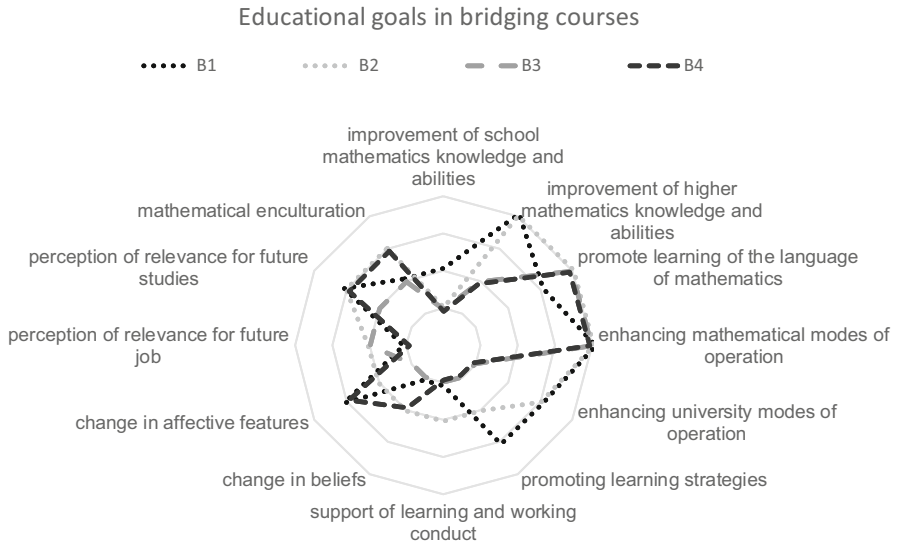 Educational goals in bridging courses
B1
B2
B3
B4
improvement of school
mathematics knowledge and
abilities
improvement of higher
mathematics knowledge and
abilities
promote learning of the language
of mathematics
enhancing mathematical modes of
operation
enhancing university modes of
operation
promoting learning strategies
support of learning and working
conduct
change in beliefs
change in affective features
perception of relevance for future
job
perception of relevance for future
studies
mathematical enculturation